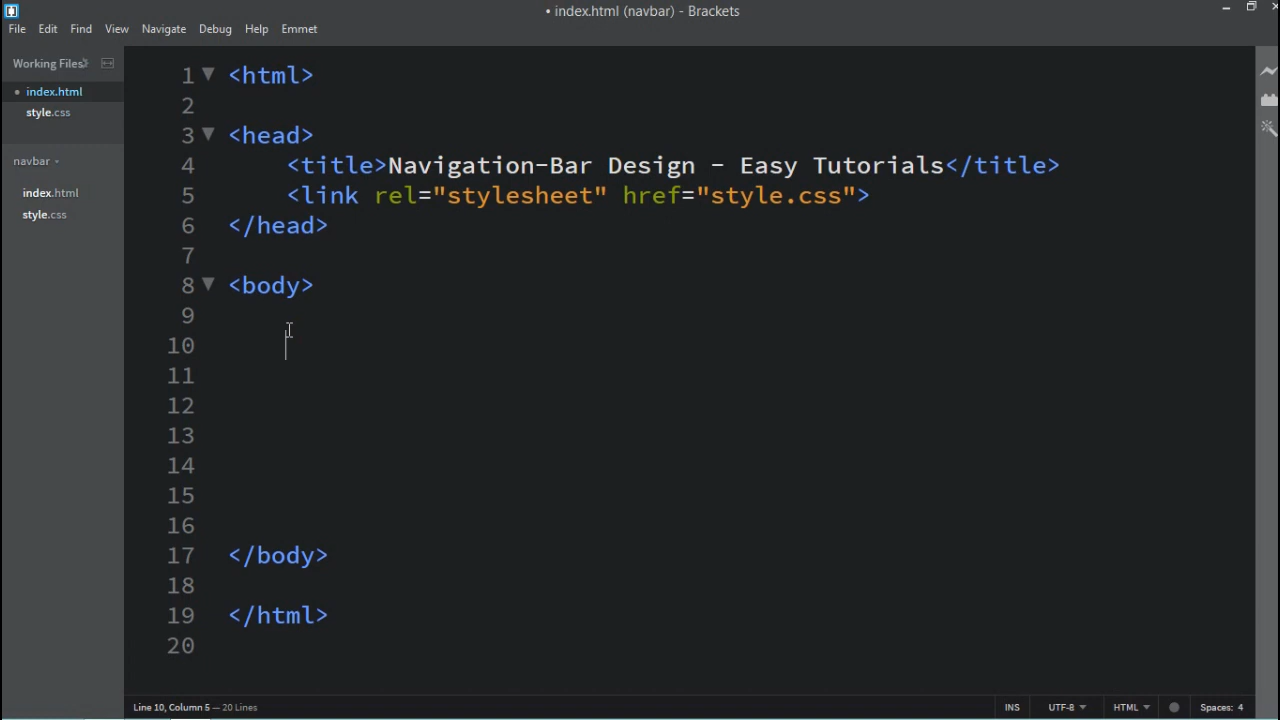 • index.html (navbar) - Brackets
File Edit Find View Navigate Debug Help Emmet
Working Files
• index.html
style.css
navbar
index.html
style.css
1 <html>
2
3 <head>
4 <title>Navigation-Bar Design - Easy Tutorials</title>
5 <link rel="stylesheet" href="style.css">
6 </head>
7
8 <body>
9
10
11
12
13
14
15
16
17 </body>
18
19 </html>
20
Line 10, Column 5 — 20 Lines INS UTF-8 HTML Spaces: 4